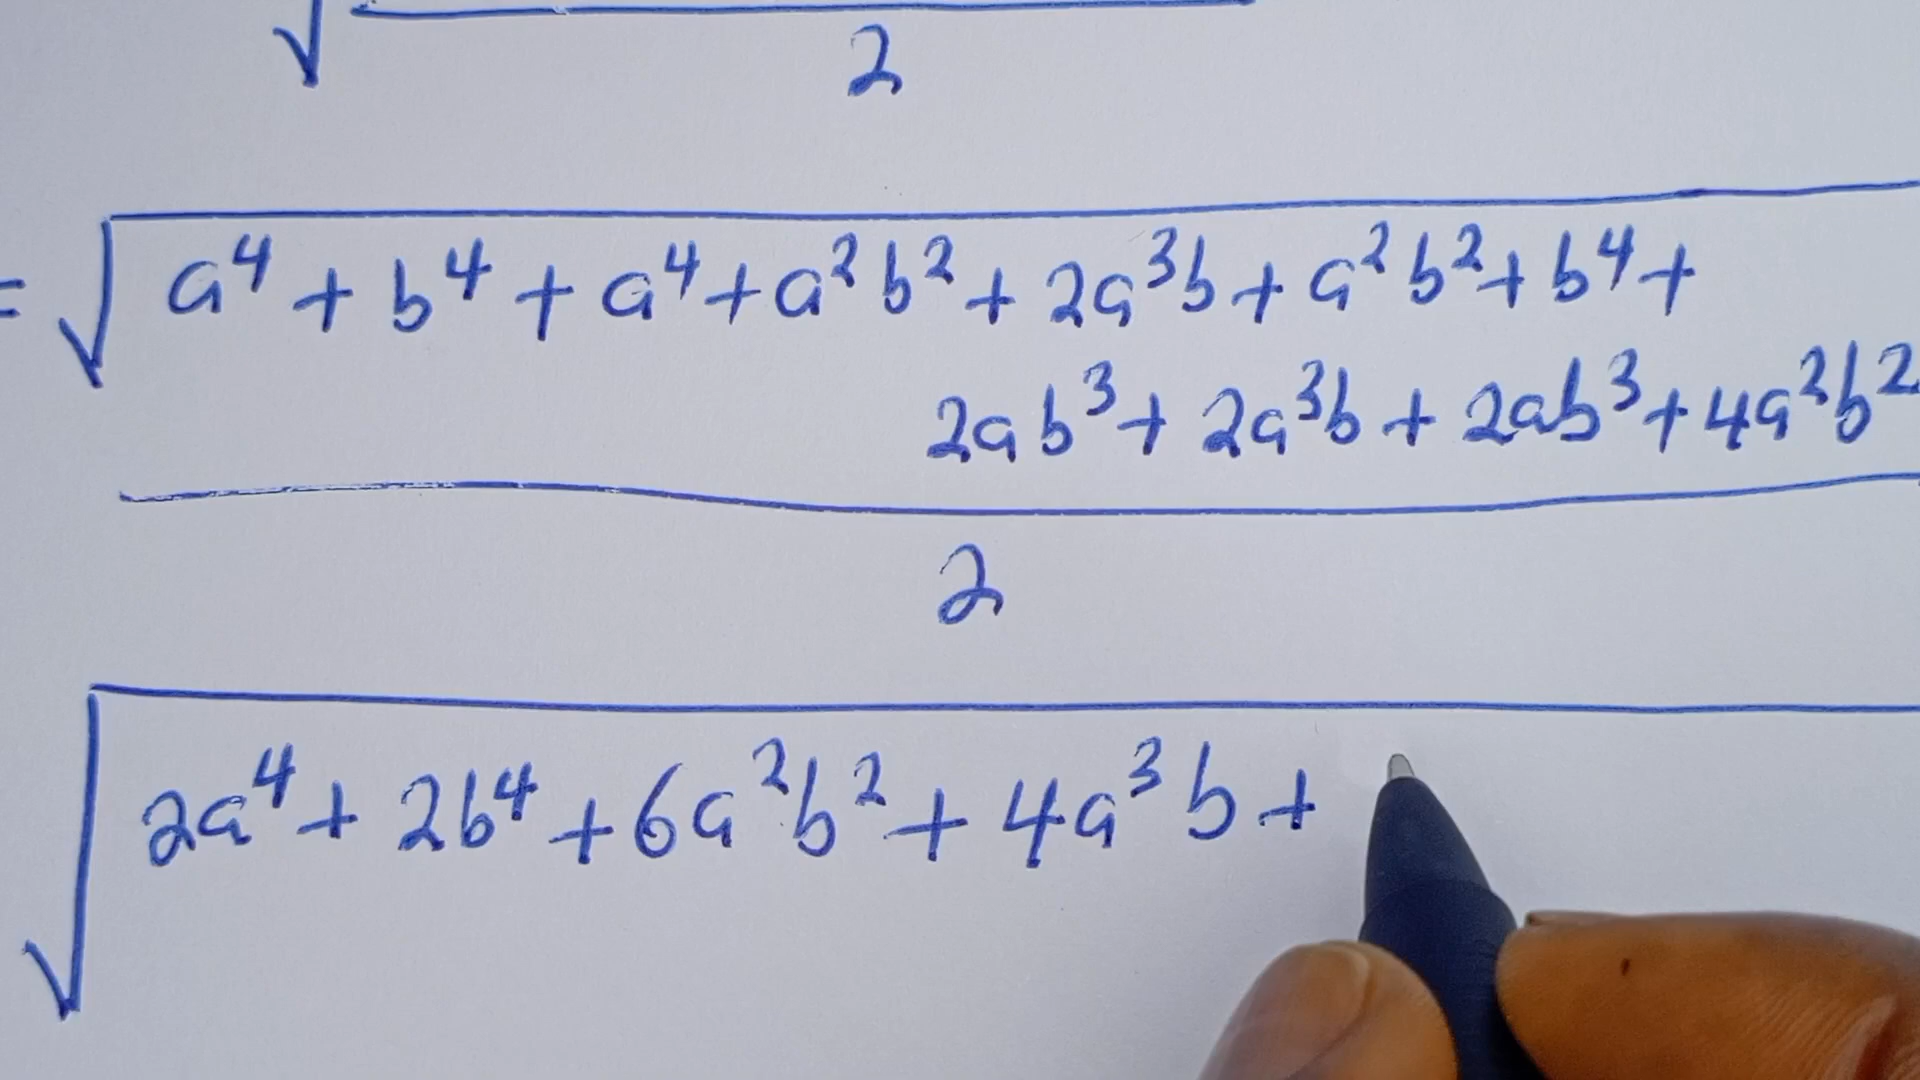 √ 2
= √ a⁴ + b⁴ + a⁴ + a²b² + 2a³b + a²b² + b⁴ +
2ab³ + 2a³b + 2ab³ + 4a²b²
2
√ 2a⁴ + 2b⁴ + 6a²b² + 4a³b +